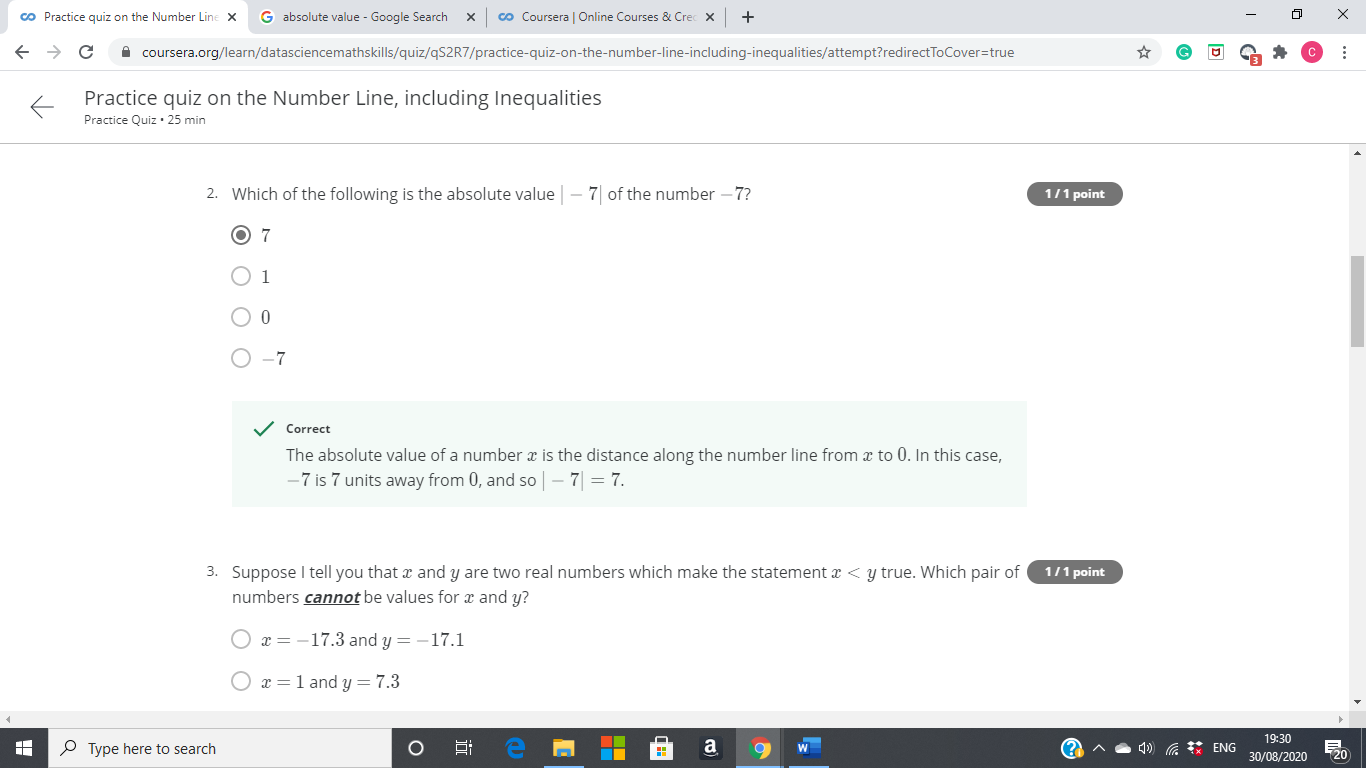 Practice quiz on the Number Line
absolute value - Google Search
Coursera | Online Courses & Cre
coursera.org/learn/datasciencemathskills/quiz/qS2R7/practice-quiz-on-the-number-line-including-inequalities/attempt?redirectToCover=true
G
3
C
Practice quiz on the Number Line, including Inequalities
Practice Quiz • 25 min
2. Which of the following is the absolute value | − 7| of the number −7?
1 / 1 point
7
1
0
−7
Correct
The absolute value of a number x is the distance along the number line from x to 0. In this case,
−7 is 7 units away from 0, and so | − 7| = 7.
3. Suppose I tell you that x and y are two real numbers which make the statement x < y true. Which pair of
1 / 1 point
numbers cannot be values for x and y?
x = −17.3 and y = −17.1
x = 1 and y = 7.3
Type here to search
ENG
19:30
30/08/2020
20